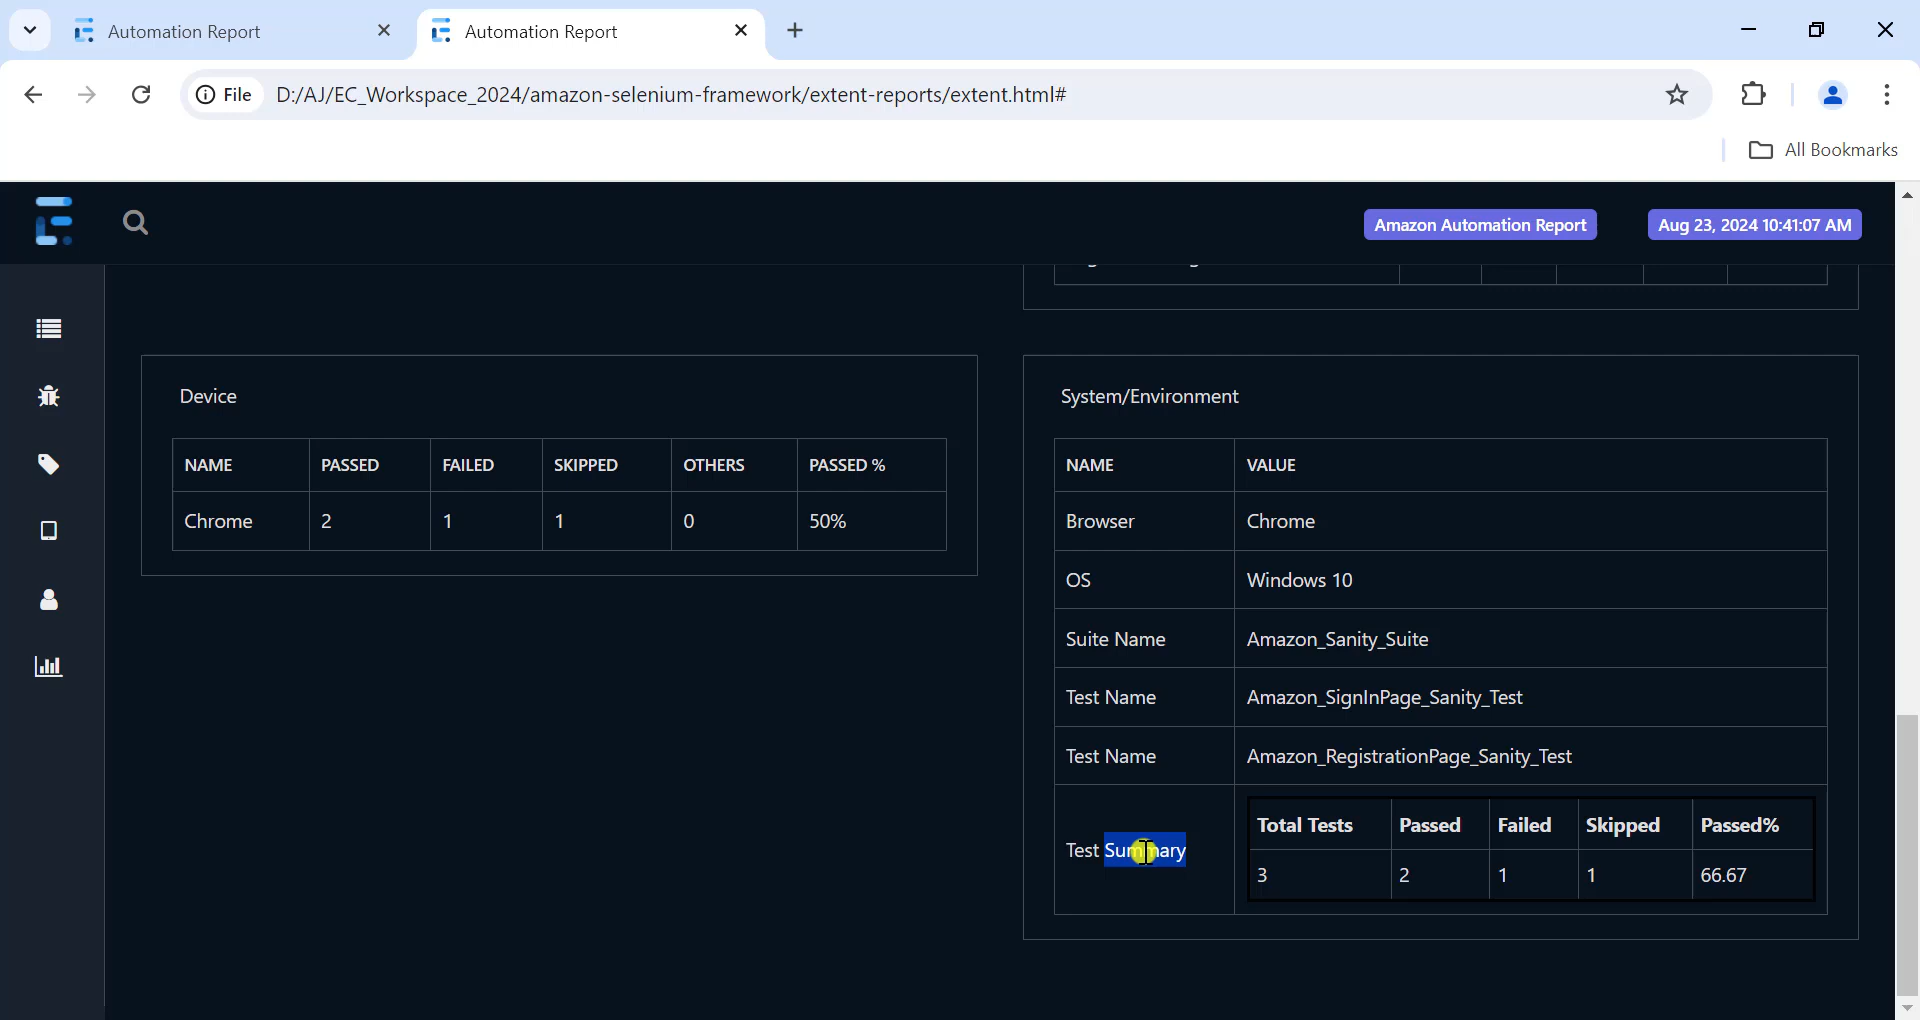 Automation Report
Automation Report
File D:/AJ/EC_Workspace_2024/amazon-selenium-framework/extent-reports/extent.html#
All Bookmarks
Amazon Automation Report
Aug 23, 2024 10:41:07 AM
Device
NAME PASSED FAILED SKIPPED OTHERS PASSED %
Chrome 2 1 1 0 50%
System/Environment
NAME VALUE
Browser Chrome
OS Windows 10
Suite Name Amazon_Sanity_Suite
Test Name Amazon_SignInPage_Sanity_Test
Test Name Amazon_RegistrationPage_Sanity_Test
Test Summary
Total Tests Passed Failed Skipped Passed%
3 2 1 1 66.67